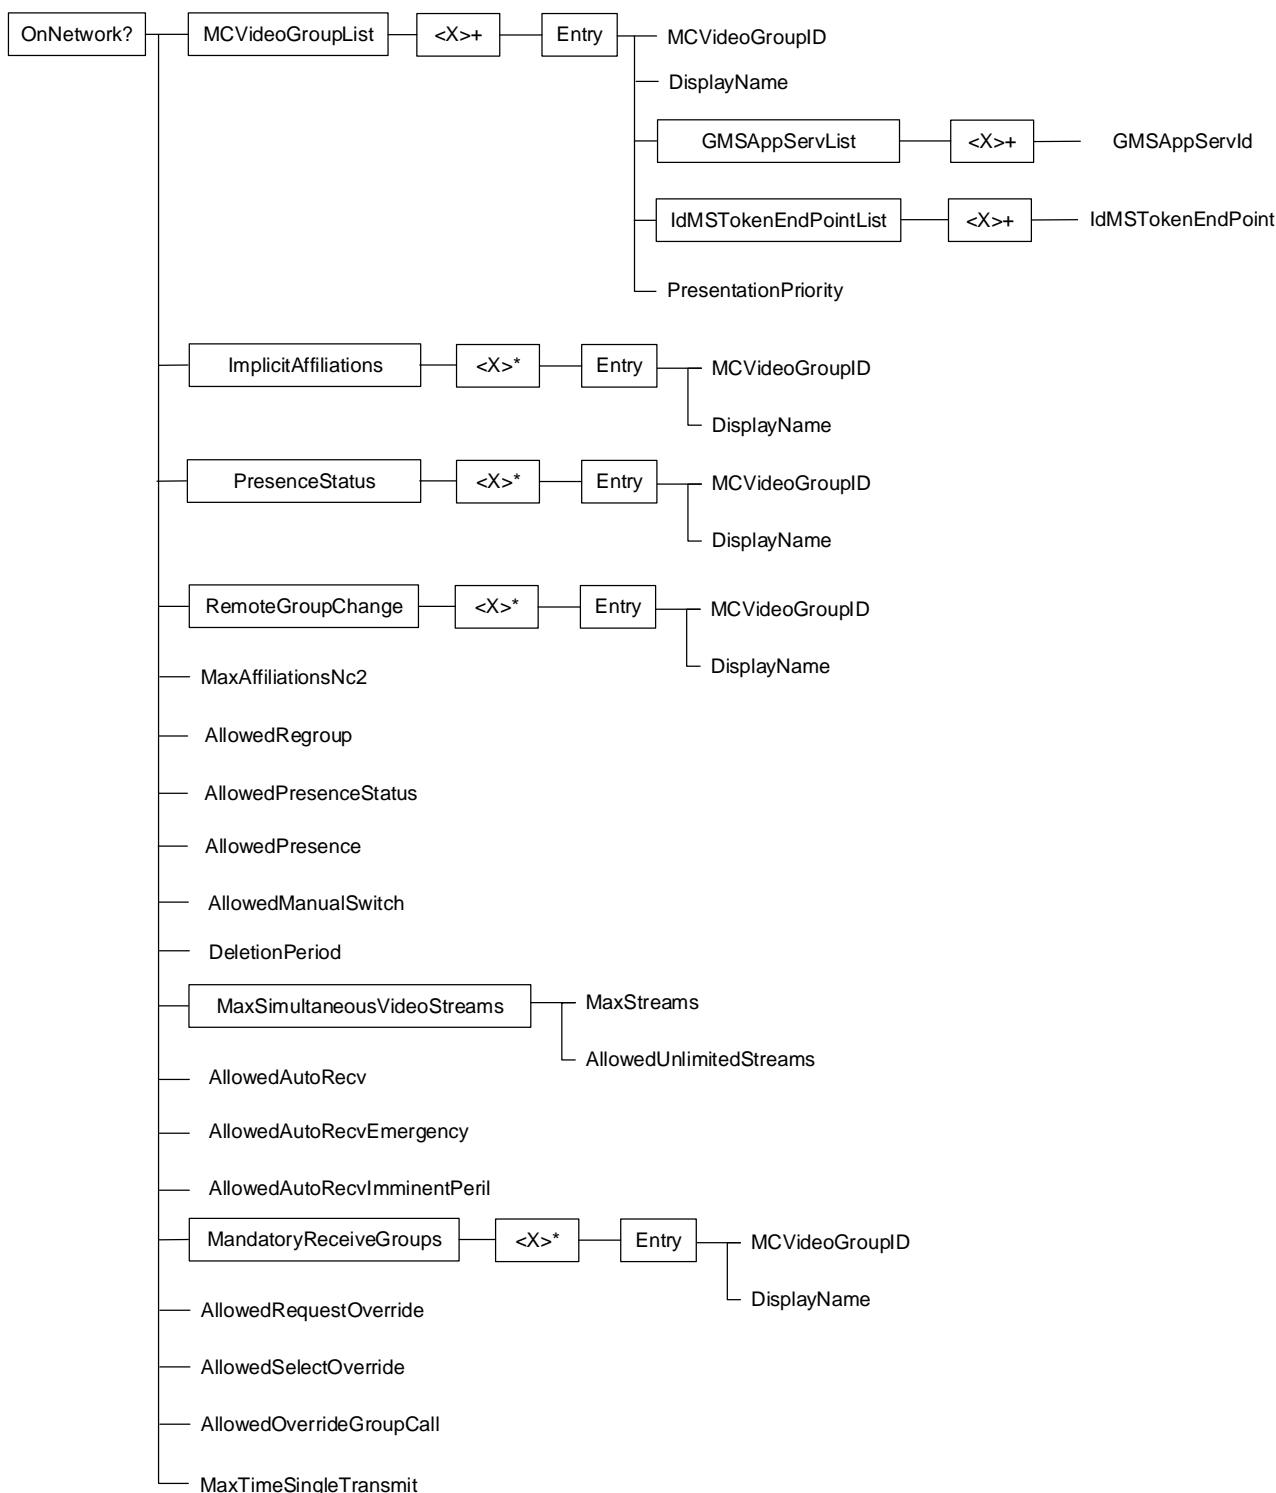 OnNetwork?
MCVideoGroupList
<X>+
Entry
MCVideoGroupID
DisplayName
GMSAppServList
<X>+
GMSAppServId
IdMSTokenEndPointList
<X>+
IdMSTokenEndPoint
PresentationPriority
ImplicitAffiliations
<X>*
Entry
MCVideoGroupID
DisplayName
PresenceStatus
<X>*
Entry
MCVideoGroupID
DisplayName
RemoteGroupChange
<X>*
Entry
MCVideoGroupID
DisplayName
MaxAffiliationsNc2
AllowedRegroup
AllowedPresenceStatus
AllowedPresence
AllowedManualSwitch
DeletionPeriod
MaxSimultaneousVideoStreams
MaxStreams
AllowedUnlimitedStreams
AllowedAutoRecv
AllowedAutoRecvEmergency
AllowedAutoRecvImminentPeril
MandatoryReceiveGroups
<X>*
Entry
MCVideoGroupID
DisplayName
AllowedRequestOverride
AllowedSelectOverride
AllowedOverrideGroupCall
MaxTimeSingleTransmit